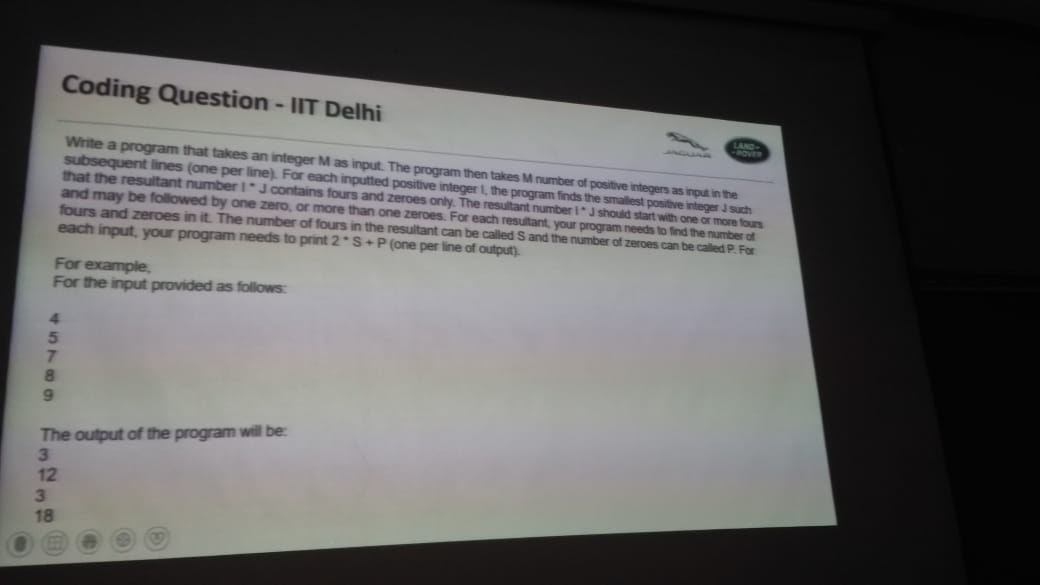 Coding Question - IIT Delhi
JAGUAR
LAND-
-ROVER
Write a program that takes an integer M as input. The program then takes M number of positive integers as input in the
subsequent lines (one per line). For each inputted positive integer I, the program finds the smallest positive integer J such
that the resultant number I * J contains fours and zeroes only. The resultant number I * J should start with one or more fours
and may be followed by one zero, or more than one zeroes. For each resultant, your program needs to find the number of
fours and zeroes in it. The number of fours in the resultant can be called S and the number of zeroes can be called P. For
each input, your program needs to print 2 * S + P (one per line of output).
For example,
For the input provided as follows:
4
5
7
8
9
The output of the program will be:
3
12
3
18